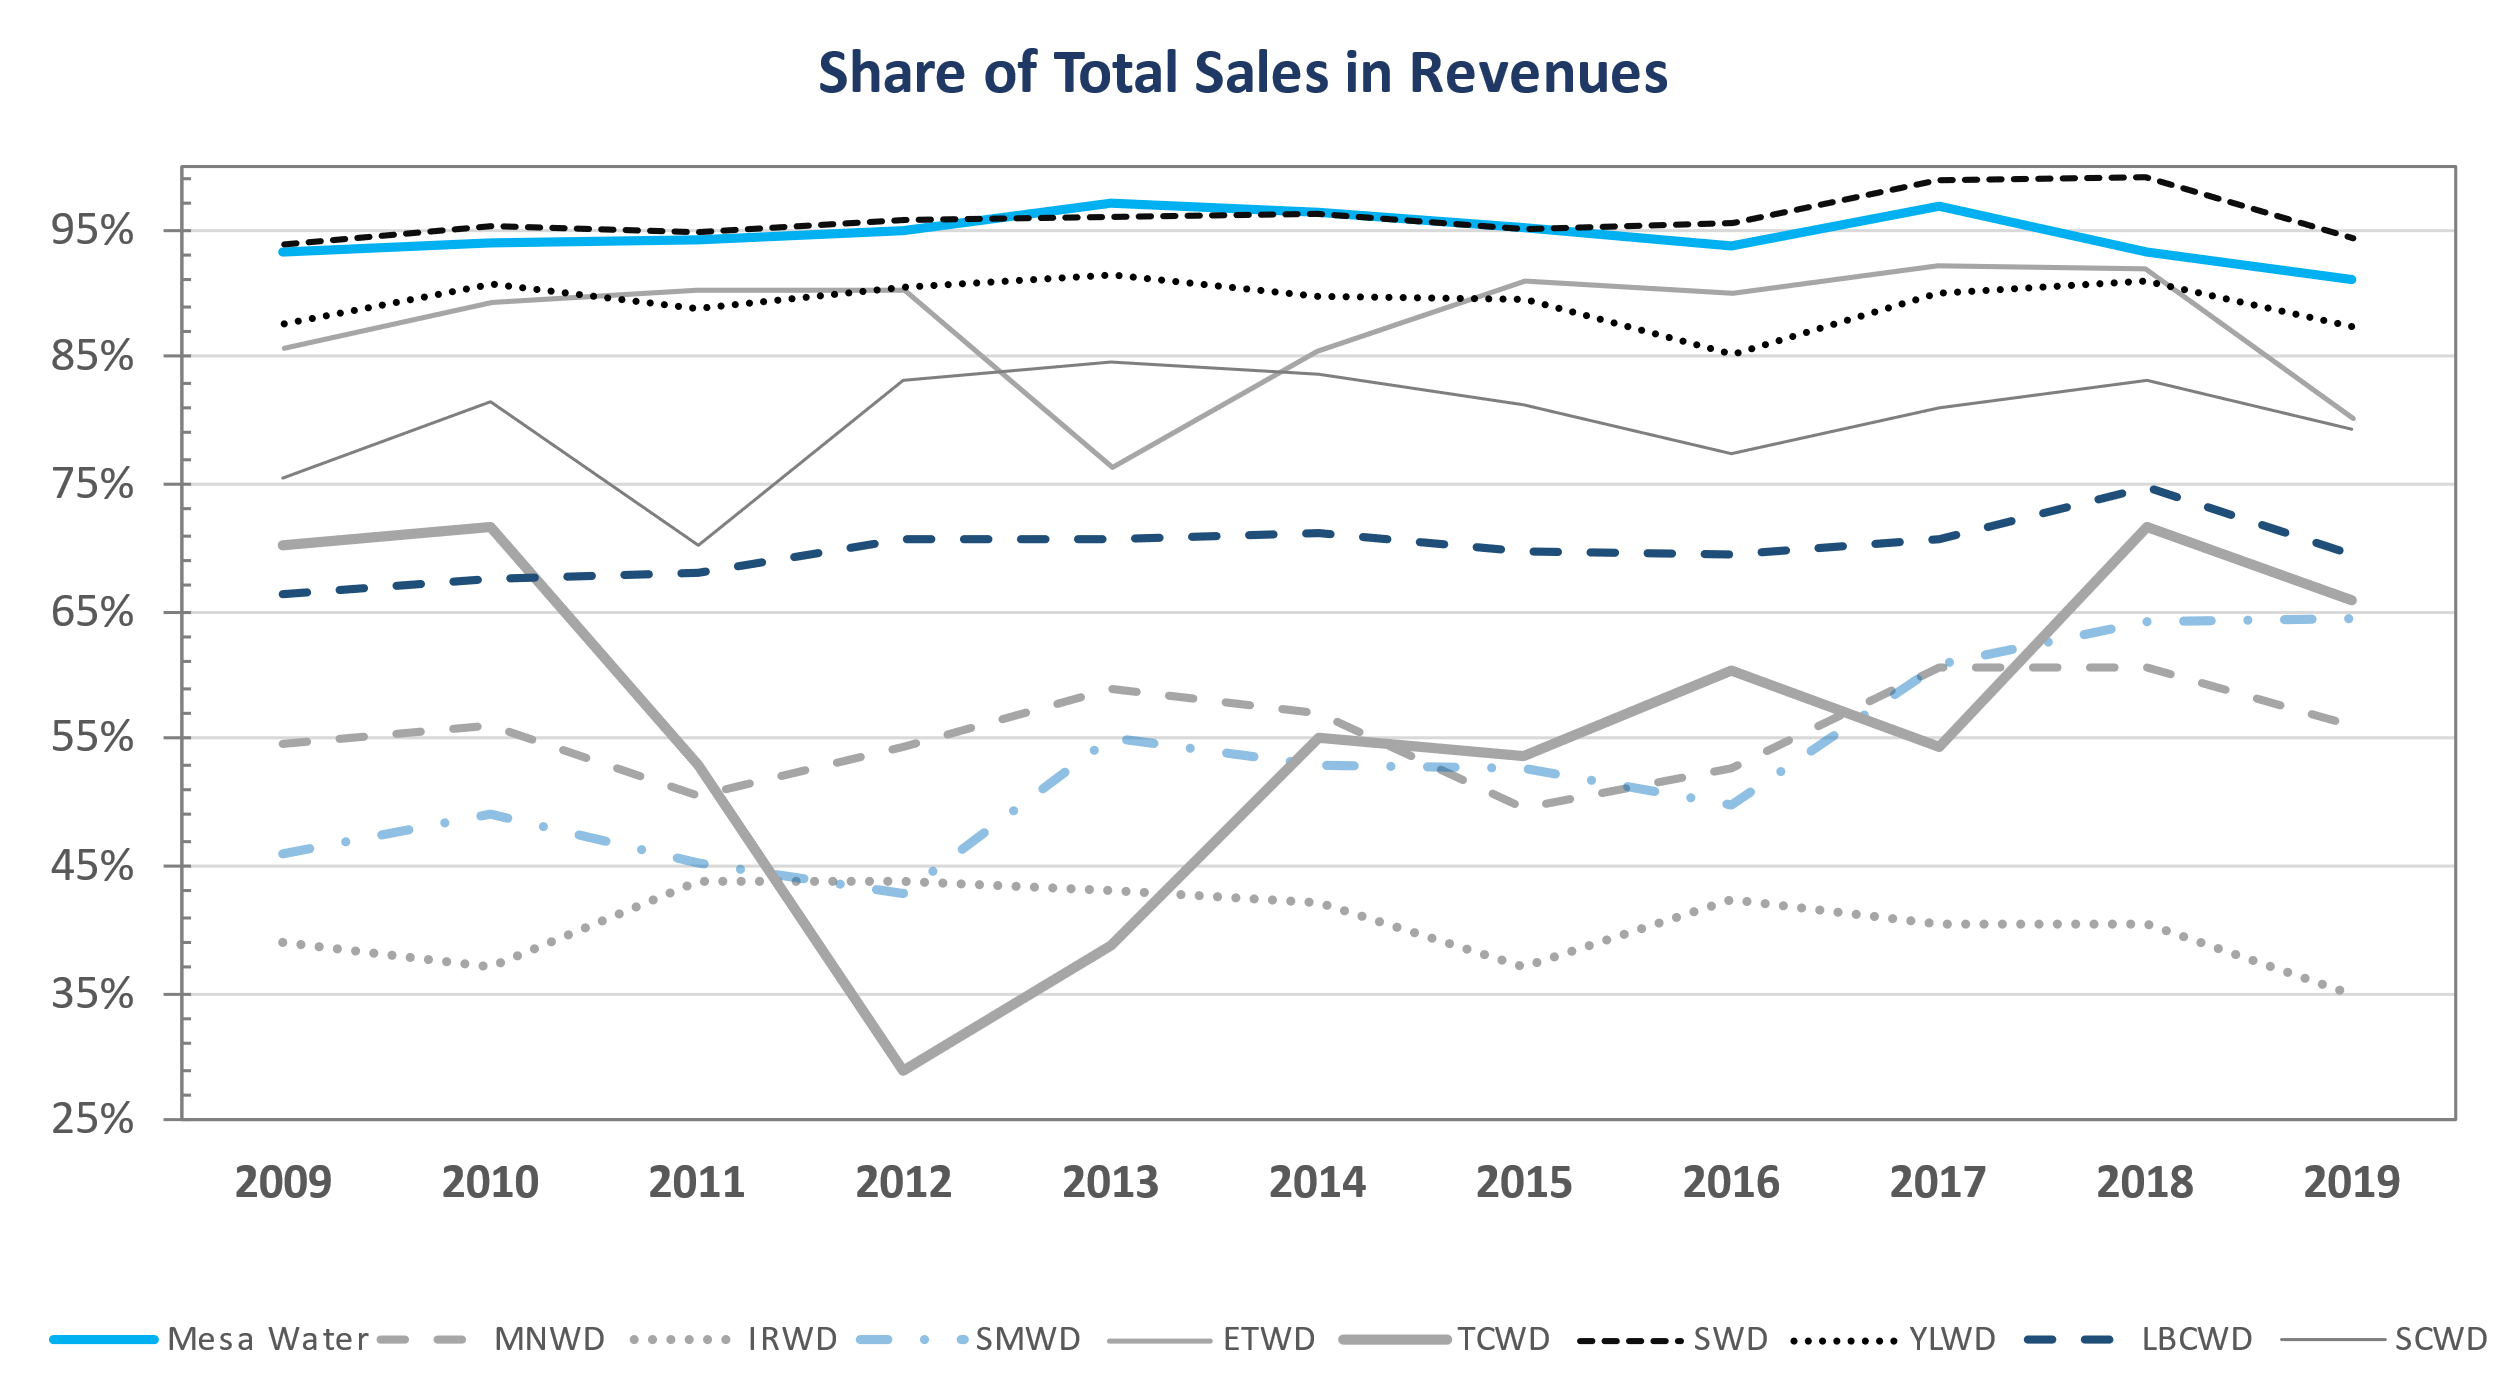 Share of Total Sales in Revenues
95%
85%
75%
65%
55%
45%
35%
25%
2009 2010 2011 2012 2013 2014 2015 2016 2017 2018 2019
Mesa Water MNWD IRWD SMWD ETWD TCWD SWD YLWD LBCWD SCWD